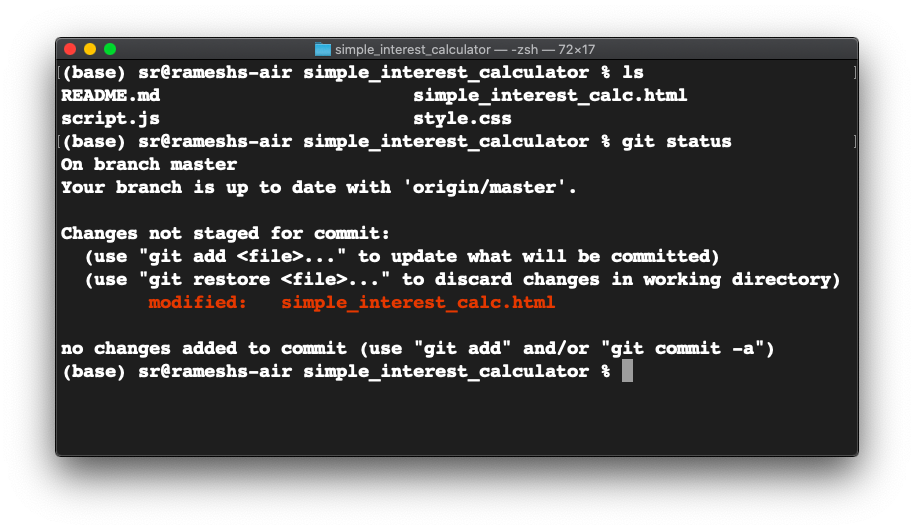 simple_interest_calculator — -zsh — 72×17
[(base) sr@rameshs-air simple_interest_calculator % ls ]
README.md simple_interest_calc.html
script.js style.css
[(base) sr@rameshs-air simple_interest_calculator % git status ]
On branch master
Your branch is up to date with 'origin/master'.
Changes not staged for commit:
(use "git add <file>..." to update what will be committed)
(use "git restore <file>..." to discard changes in working directory)
modified: simple_interest_calc.html
no changes added to commit (use "git add" and/or "git commit -a")
(base) sr@rameshs-air simple_interest_calculator %